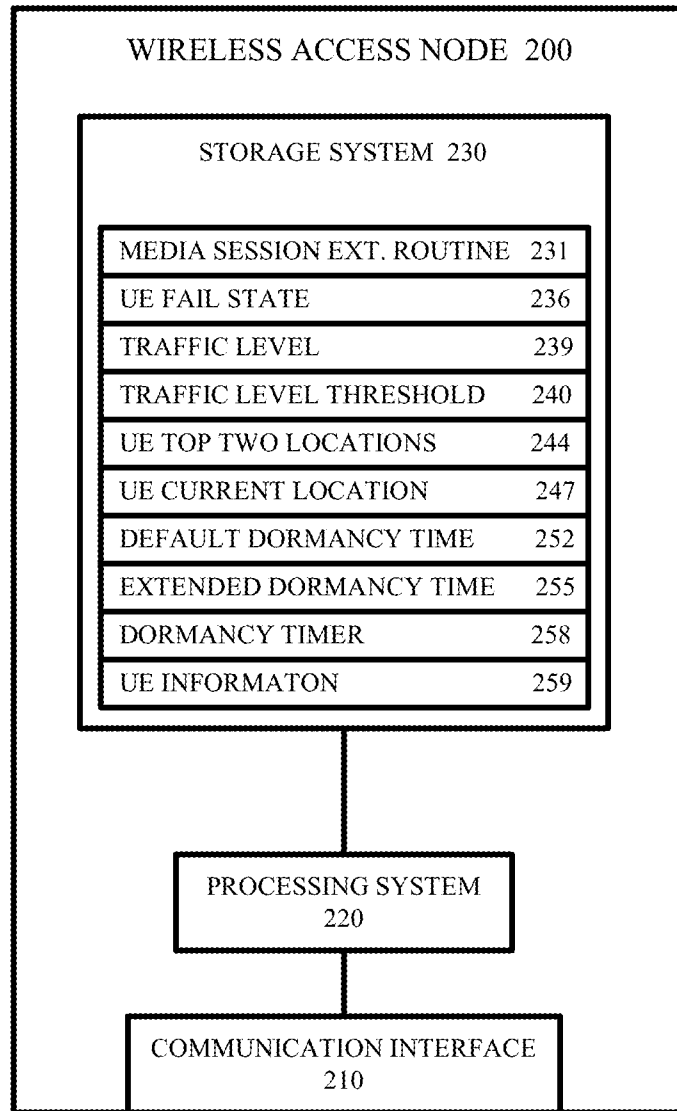 WIRELESS ACCESS NODE 200
STORAGE SYSTEM 230
MEDIA SESSION EXT. ROUTINE 231
UE FAIL STATE 236
TRAFFIC LEVEL 239
TRAFFIC LEVEL THRESHOLD 240
UE TOP TWO LOCATIONS 244
UE CURRENT LOCATION 247
DEFAULT DORMANCY TIME 252
EXTENDED DORMANCY TIME 255
DORMANCY TIMER 258
UE INFORMATON 259
PROCESSING SYSTEM
220
COMMUNICATION INTERFACE
210